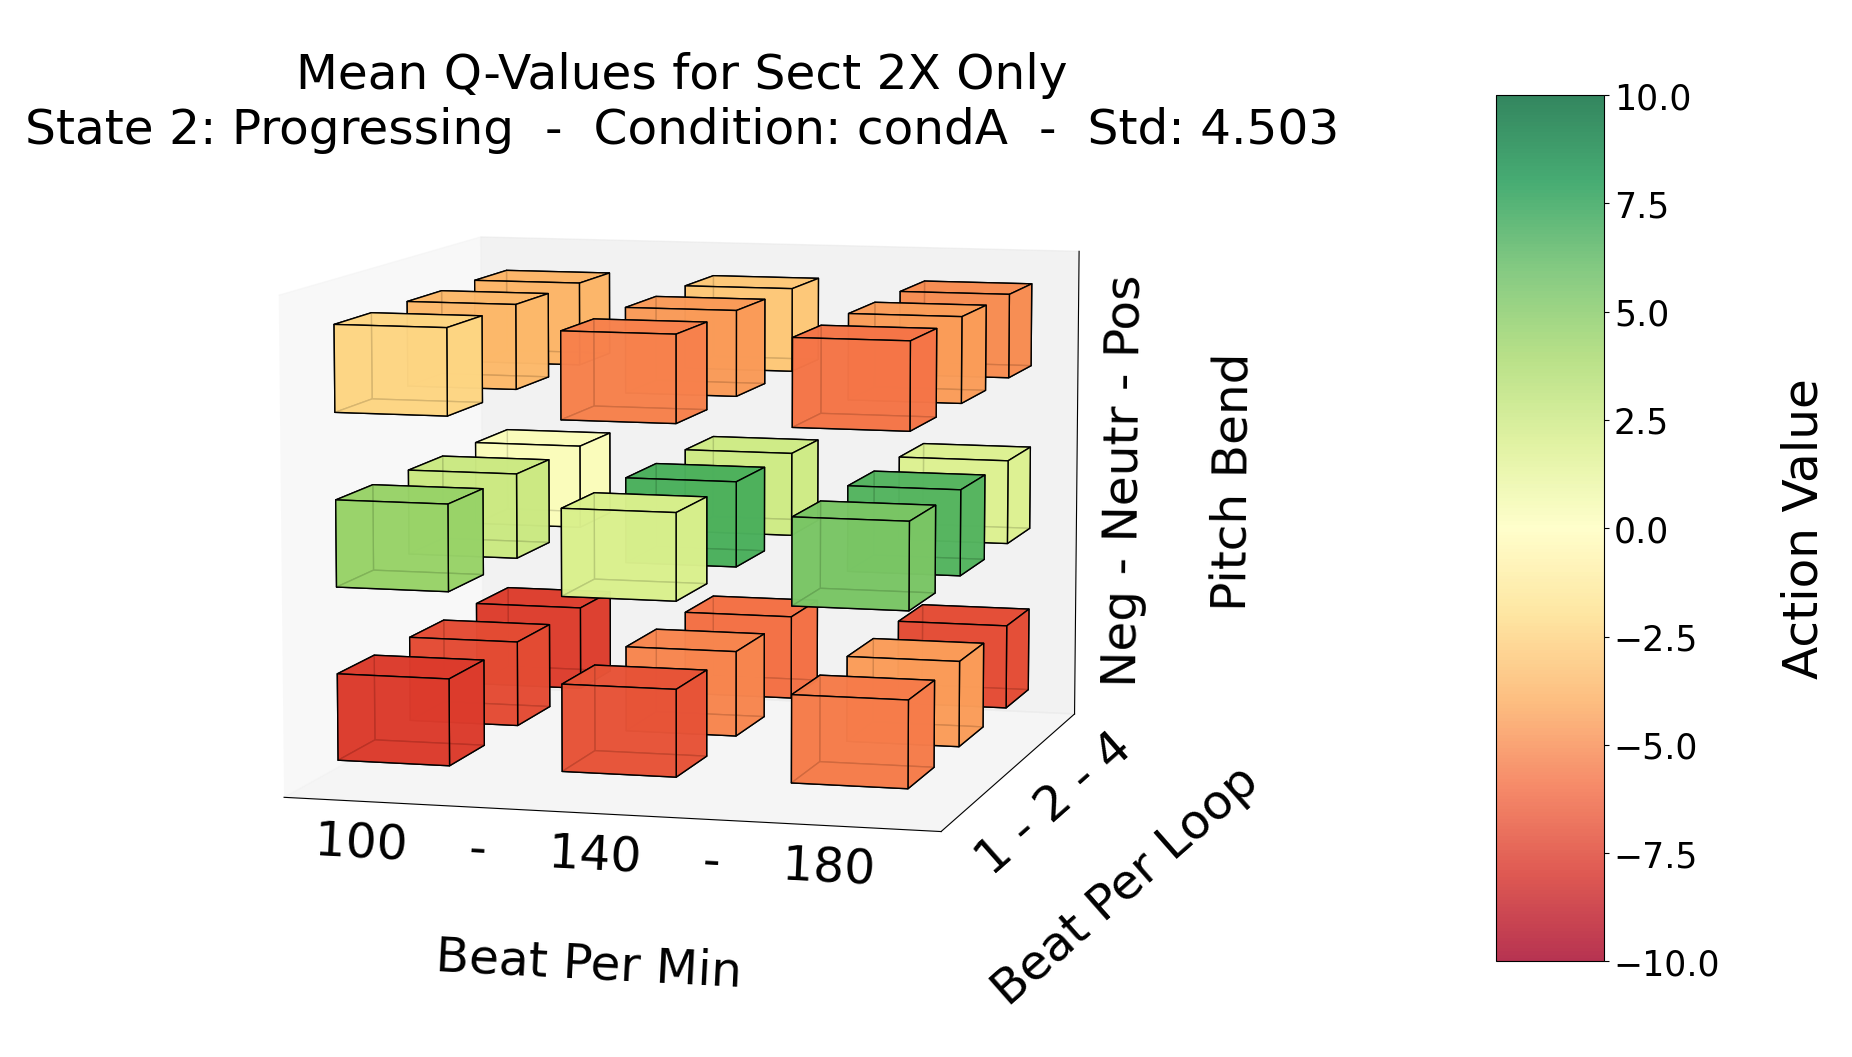 Mean Q-Values for Sect 2X Only
State 2: Progressing - Condition: condA - Std: 4.503
10.0
7.5
5.0
2.5
0.0
−2.5
−5.0
−7.5
−10.0
Action Value
Neg - Neutr - Pos
Pitch Bend
1 - 2 - 4
Beat Per Loop
100 - 140 - 180
Beat Per Min